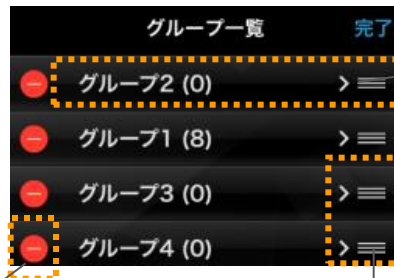 グループ一覧 完了
グループ2 (0)
グループ1 (8)
グループ3 (0)
グループ4 (0)